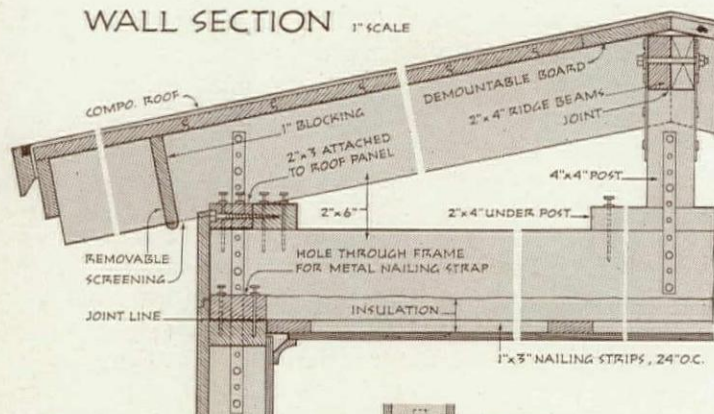 WALL SECTION 1" SCALE
COMPO. ROOF
DEMOUNTABLE BOARD
1" BLOCKING
2"x4" RIDGE BEAMS
JOINT
2"x3" ATTACHED
TO ROOF PANEL
4"x4" POST
2"x6"
2"x4" UNDER POST
REMOVABLE
SCREENING
HOLE THROUGH FRAME
FOR METAL NAILING STRAP
JOINT LINE
INSULATION
1"x3" NAILING STRIPS, 24" O.C.